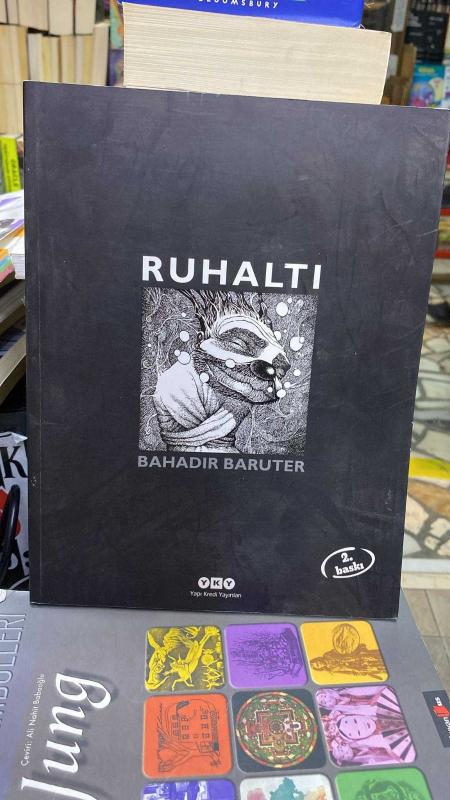 BLOOMSBURY
RUHALTI
BAHADIR BARUTER
2.
baskı
YKY
Yapı Kredi Yayınları
Çeviri: Ali Nahit Babaoğlu
Jung